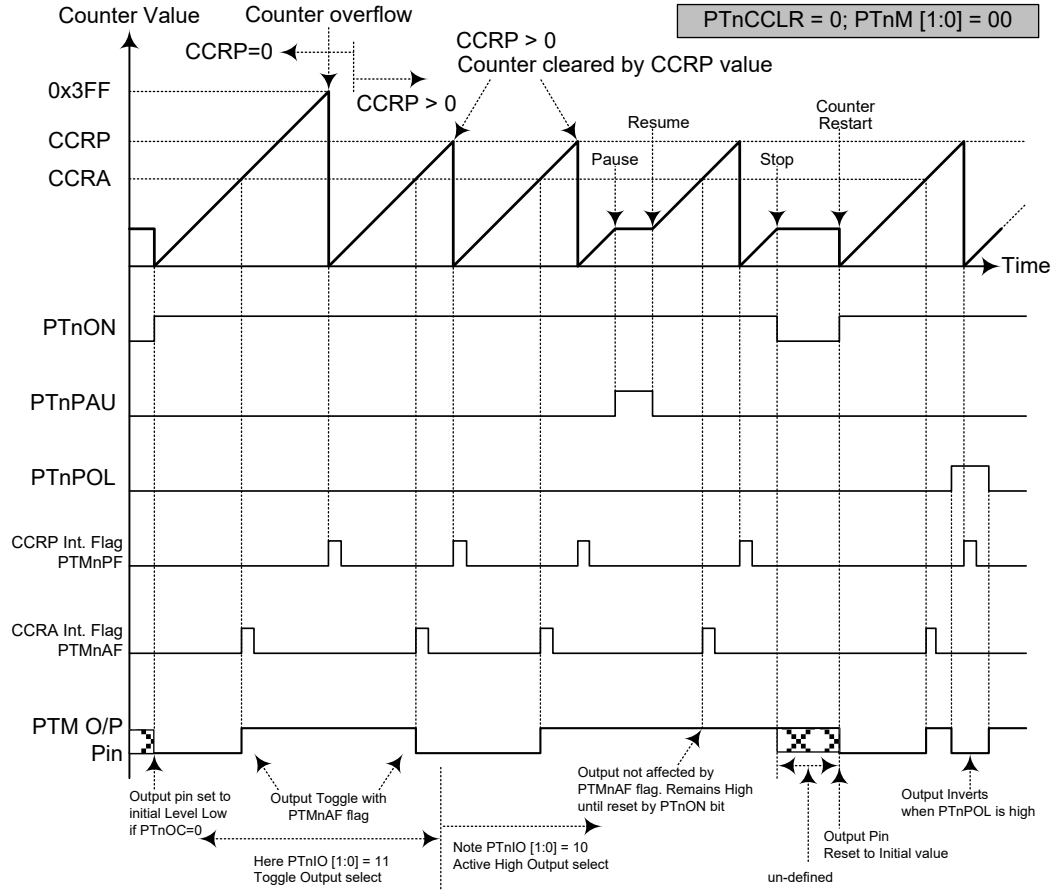 Counter Value
Counter overflow
PTnCCLR = 0; PTnM [1:0] = 00
CCRP=0
CCRP > 0
CCRP > 0
Counter cleared by CCRP value
0x3FF
CCRP
CCRA
Pause
Resume
Stop
Counter
Restart
Time
PTnON
PTnPAU
PTnPOL
CCRP Int. Flag
PTMnPF
CCRA Int. Flag
PTMnAF
PTM O/P
Pin
Output pin set to
initial Level Low
if PTnOC=0
Output Toggle with
PTMnAF flag
Output not affected by
PTMnAF flag. Remains High
until reset by PTnON bit
Output Inverts
when PTnPOL is high
Output Pin
Reset to Initial value
Here PTnIO [1:0] = 11
Toggle Output select
Note PTnIO [1:0] = 10
Active High Output select
un-defined